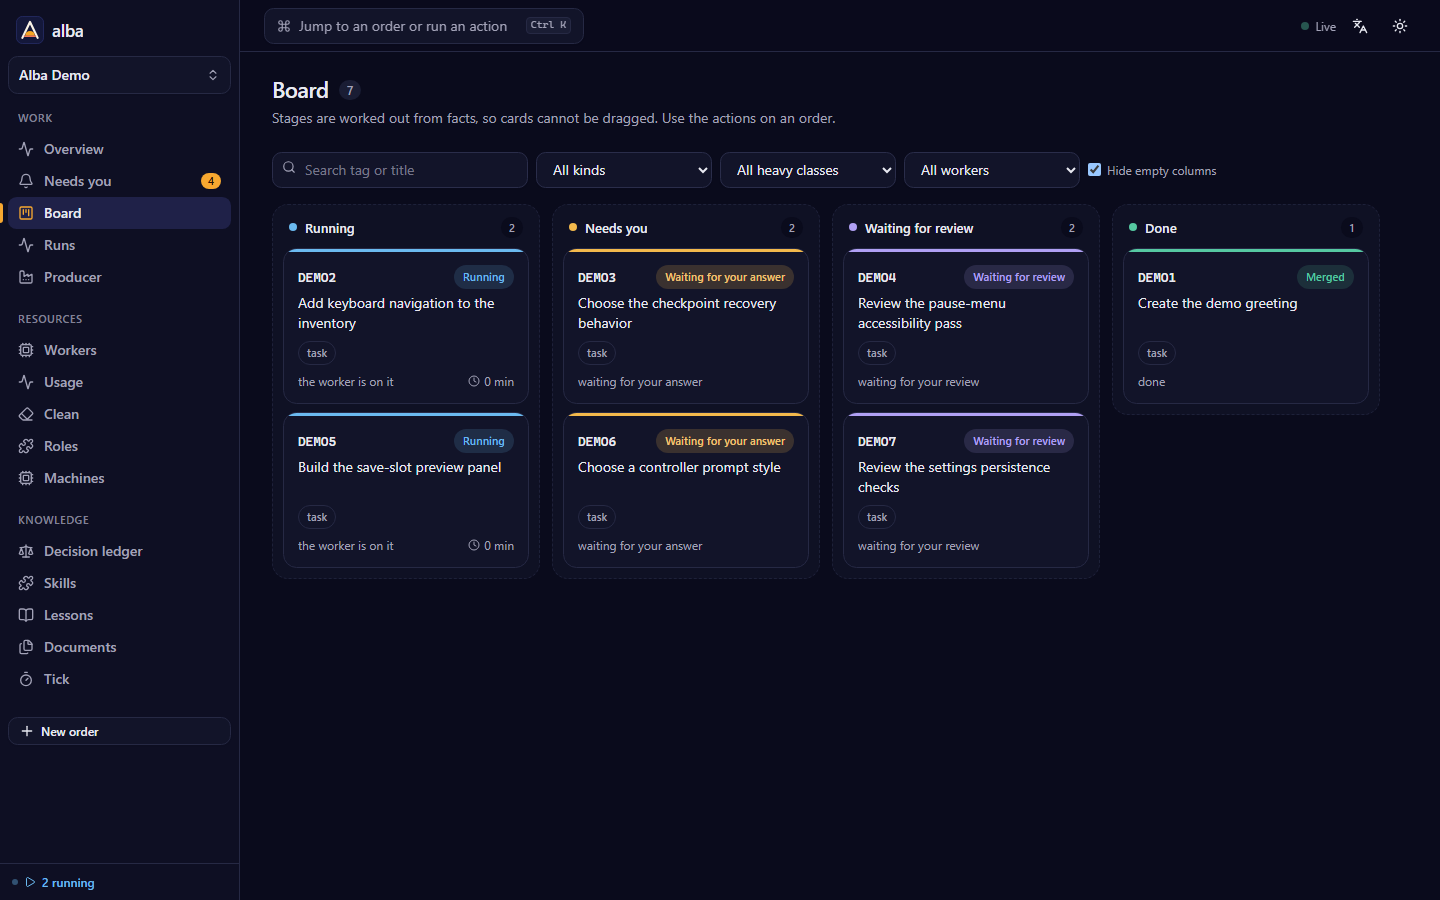 alba
Alba Demo
WORK
Overview
Needs you 4
Board
Runs
Producer
RESOURCES
Workers
Usage
Clean
Roles
Machines
KNOWLEDGE
Decision ledger
Skills
Lessons
Documents
Tick
New order
2 running
Jump to an order or run an action Ctrl K
Live
Board 7
Stages are worked out from facts, so cards cannot be dragged. Use the actions on an order.
Search tag or title
All kinds
All heavy classes
All workers
Hide empty columns
Running 2
DEMO2 Running
Add keyboard navigation to the
inventory
task
the worker is on it 0 min
DEMO5 Running
Build the save-slot preview panel
task
the worker is on it 0 min
Needs you 2
DEMO3 Waiting for your answer
Choose the checkpoint recovery
behavior
task
waiting for your answer
DEMO6 Waiting for your answer
Choose a controller prompt style
task
waiting for your answer
Waiting for review 2
DEMO4 Waiting for review
Review the pause-menu
accessibility pass
task
waiting for your review
DEMO7 Waiting for review
Review the settings persistence
checks
task
waiting for your review
Done 1
DEMO1 Merged
Create the demo greeting
task
done